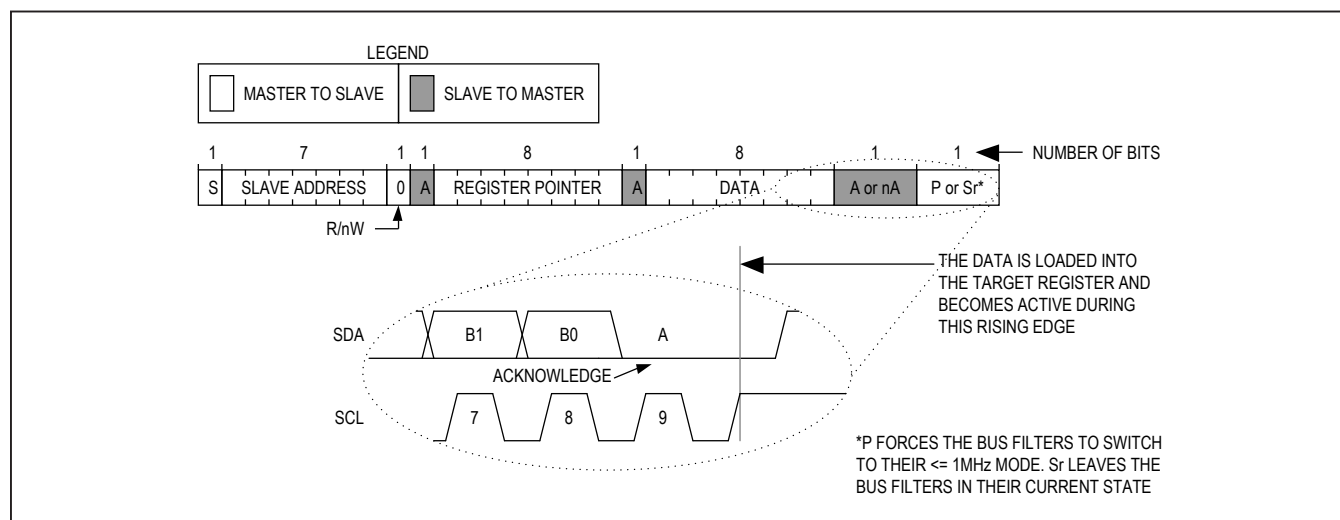 LEGEND
MASTER TO SLAVE
SLAVE TO MASTER
1 7 1 1 8 1 8 1 1 NUMBER OF BITS
S SLAVE ADDRESS 0 A REGISTER POINTER A DATA A or nA P or Sr*
R/nW
THE DATA IS LOADED INTO
THE TARGET REGISTER AND
BECOMES ACTIVE DURING
THIS RISING EDGE
SDA B1 B0 A
ACKNOWLEDGE
SCL 7 8 9
*P FORCES THE BUS FILTERS TO SWITCH
TO THEIR <= 1MHz MODE. Sr LEAVES THE
BUS FILTERS IN THEIR CURRENT STATE